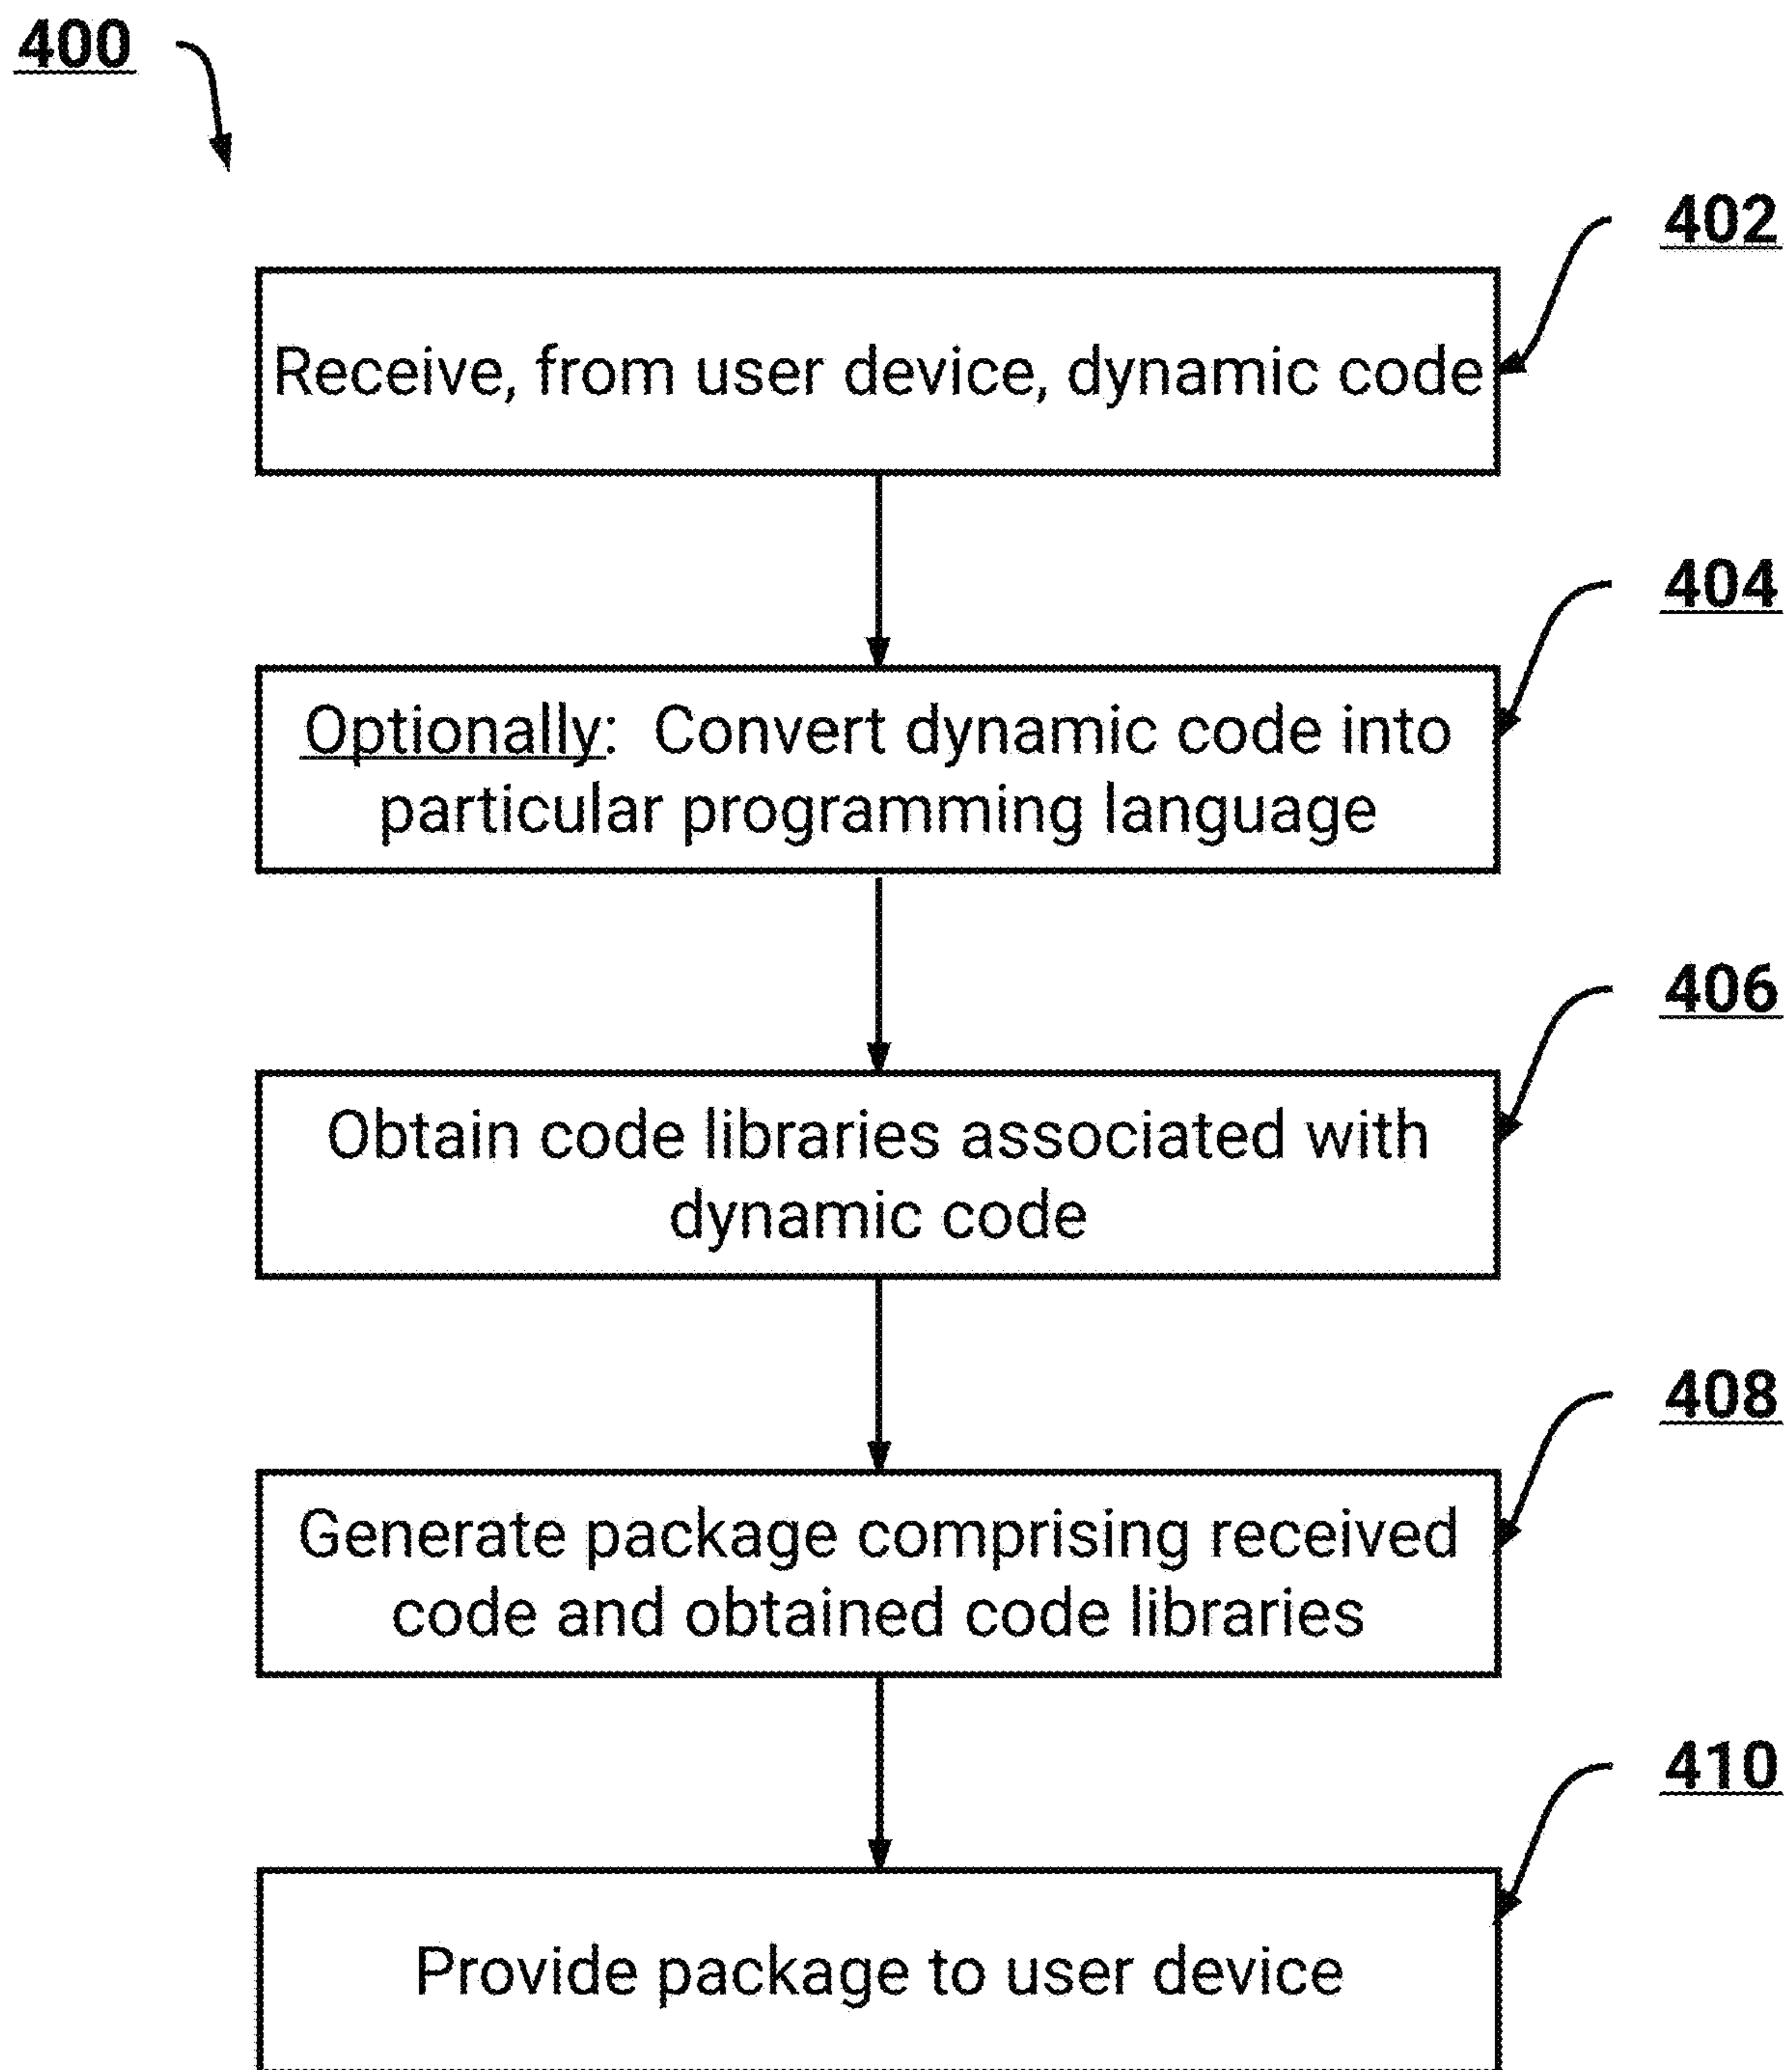 400
402
Receive, from user device, dynamic code
404
Optionally: Convert dynamic code into
particular programming language
406
Obtain code libraries associated with
dynamic code
408
Generate package comprising received
code and obtained code libraries
410
Provide package to user device